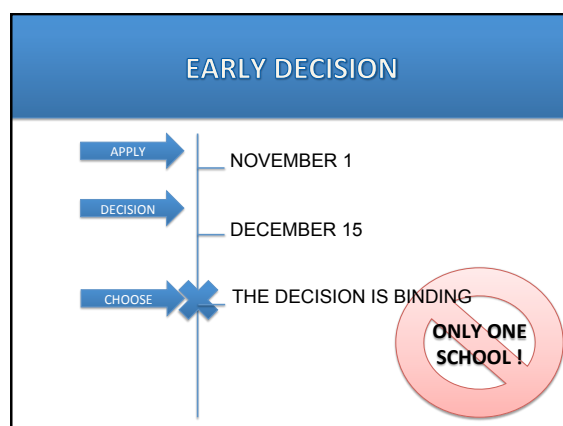 EARLY DECISION
APPLY
NOVEMBER 1
DECISION
DECEMBER 15
CHOOSE
THE DECISION IS BINDING
ONLY ONE
SCHOOL !